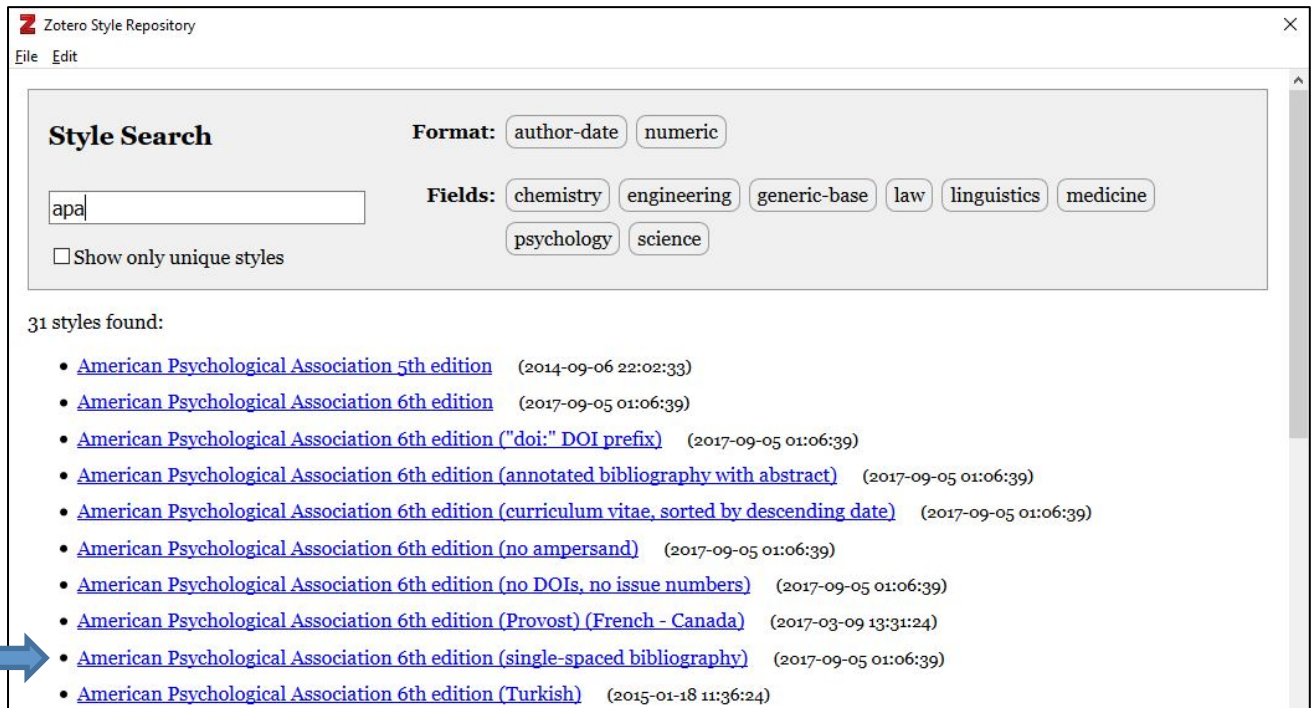 Zotero Style Repository
File Edit
Style Search
apa
Show only unique styles
Format: author-date numeric
Fields: chemistry engineering generic-base law linguistics medicine
psychology science
31 styles found:
• American Psychological Association 5th edition (2014-09-06 22:02:33)
• American Psychological Association 6th edition (2017-09-05 01:06:39)
• American Psychological Association 6th edition ("doi:" DOI prefix) (2017-09-05 01:06:39)
• American Psychological Association 6th edition (annotated bibliography with abstract) (2017-09-05 01:06:39)
• American Psychological Association 6th edition (curriculum vitae, sorted by descending date) (2017-09-05 01:06:39)
• American Psychological Association 6th edition (no ampersand) (2017-09-05 01:06:39)
• American Psychological Association 6th edition (no DOIs, no issue numbers) (2017-09-05 01:06:39)
• American Psychological Association 6th edition (Provost) (French - Canada) (2017-03-09 13:31:24)
• American Psychological Association 6th edition (single-spaced bibliography) (2017-09-05 01:06:39)
• American Psychological Association 6th edition (Turkish) (2015-01-18 11:36:24)